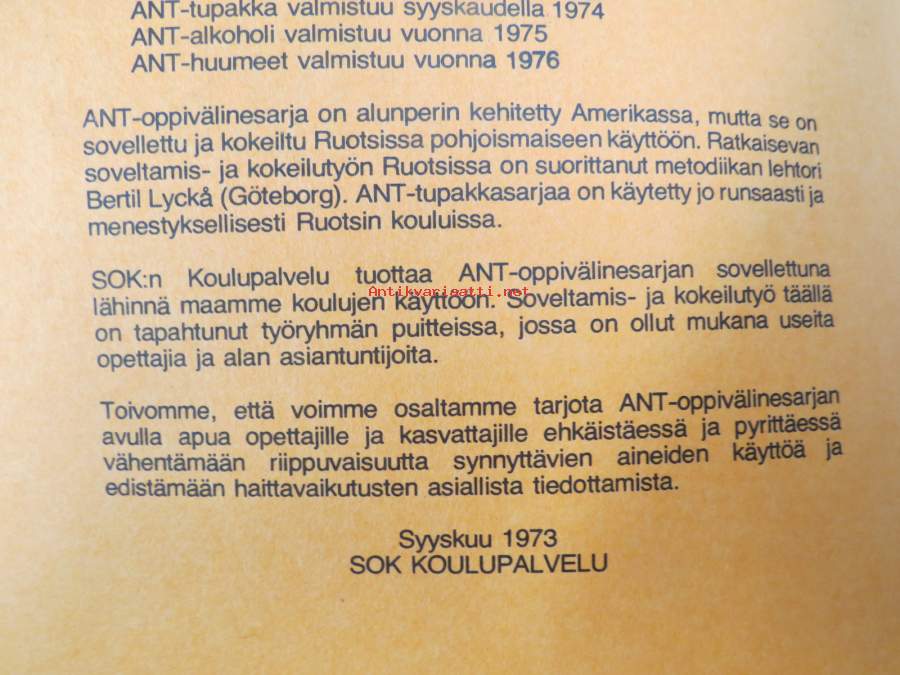 ANT-tupakka valmistuu syyskaudella 1974
ANT-alkoholi valmistuu vuonna 1975
ANT-huumeet valmistuu vuonna 1976
ANT-oppivälinesarja on alunperin kehitetty Amerikassa, mutta se on
sovellettu ja kokeiltu Ruotsissa pohjoismaiseen käyttöön. Ratkaisevan
soveltamis- ja kokeilutyön Ruotsissa on suorittanut metodiikan lehtori
Bertil Lyckå (Göteborg). ANT-tupakkasarjaa on käytetty jo runsaasti ja
menestyksellisesti Ruotsin kouluissa.
SOK:n Koulupalvelu tuottaa ANT-oppivälinesarjan sovellettuna
Antikvariaatti.net
lähinnä maamme koulujen käyttöön. Soveltamis- ja kokeilutyö täällä
on tapahtunut työryhmän puitteissa, jossa on ollut mukana useita
opettajia ja alan asiantuntijoita.
Toivomme, että voimme osaltamme tarjota ANT-oppivälinesarjan
avulla apua opettajille ja kasvattajille ehkäistäessä ja pyrittäessä
vähentämään riippuvaisuutta synnyttävien aineiden käyttöä ja
edistämään haittavaikutusten asiallista tiedottamista.
Syyskuu 1973
SOK KOULUPALVELU